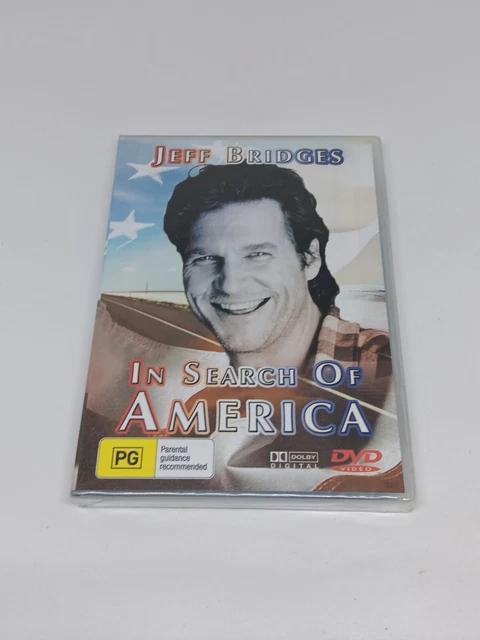 JEFF BRIDGES
IN SEARCH OF
AMERICA
PG
Parental
guidance
recommended
DOLBY
DIGITAL
DVD
VIDEO